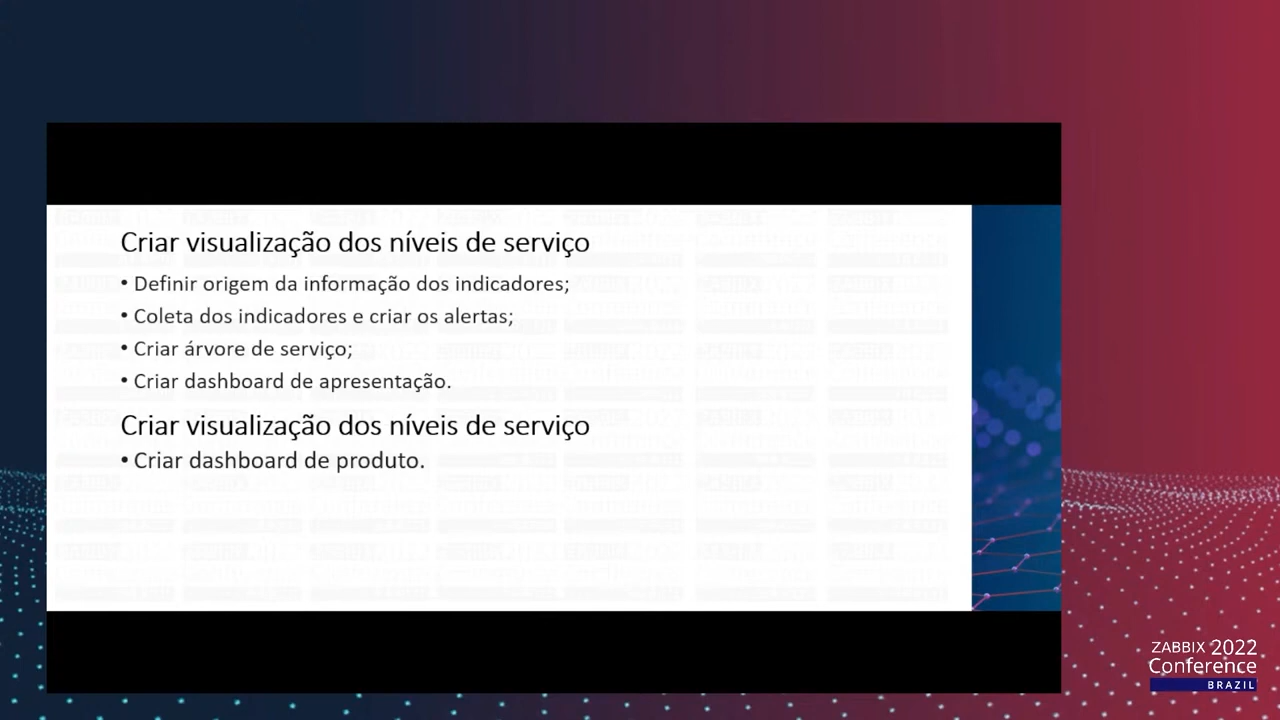 Criar visualização dos níveis de serviço
• Definir origem da informação dos indicadores;
• Coleta dos indicadores e criar os alertas;
• Criar árvore de serviço;
• Criar dashboard de apresentação.
Criar visualização dos níveis de serviço
• Criar dashboard de produto.
ZABBIX 2022
Conference
BRAZIL